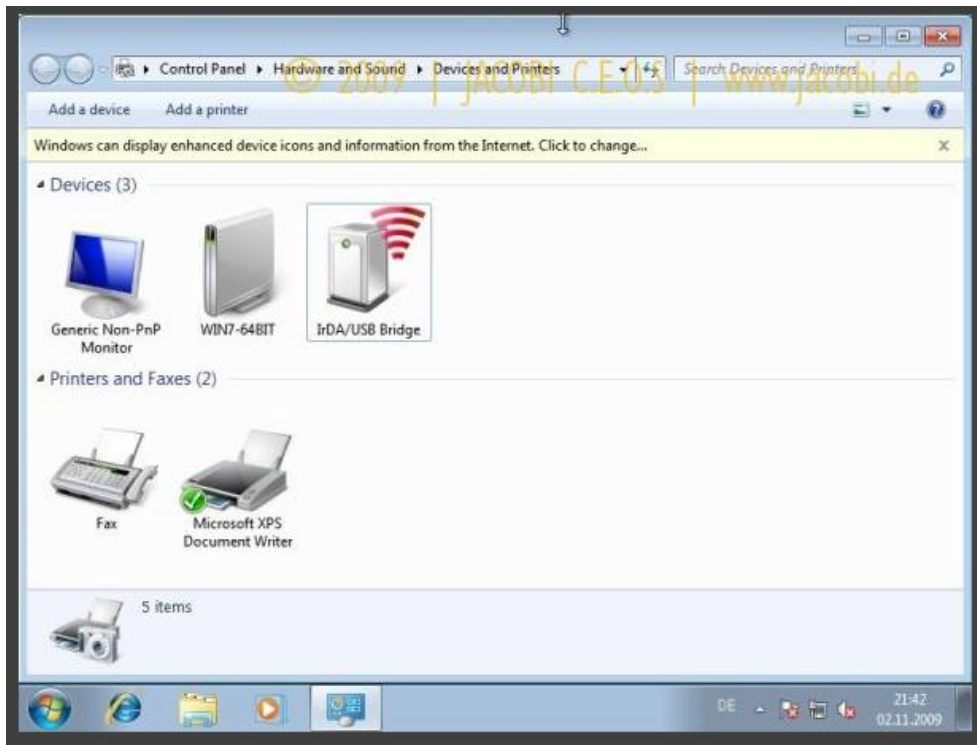 Control Panel ▸ Hardware and Sound ▸ Devices and Printers
Search Devices and Printers
© 2009 | jACOBI C.E.O.S | www.jacobi.de
Add a device Add a printer
Windows can display enhanced device icons and information from the Internet. Click to change...
Devices (3)
Generic Non-PnP
Monitor
WIN7-64BIT
IrDA/USB Bridge
Printers and Faxes (2)
Fax
Microsoft XPS
Document Writer
5 items
DE
21:42
02.11.2009